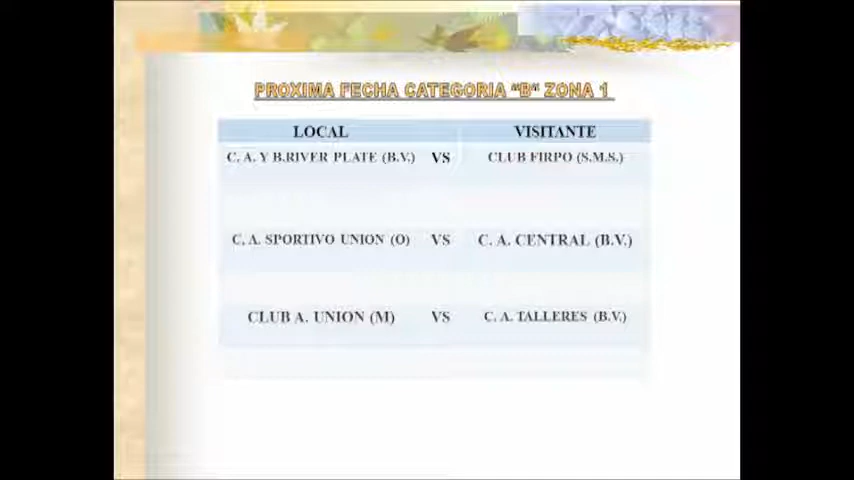 PROXIMA FECHA CATEGORIA "B" ZONA 1
LOCAL VISITANTE
C. A. Y B.RIVER PLATE (B.V.) VS CLUB FIRPO (S.M.S.)
C. A. SPORTIVO UNION (O) VS C. A. CENTRAL (B.V.)
CLUB A. UNION (M) VS C. A. TALLERES (B.V.)